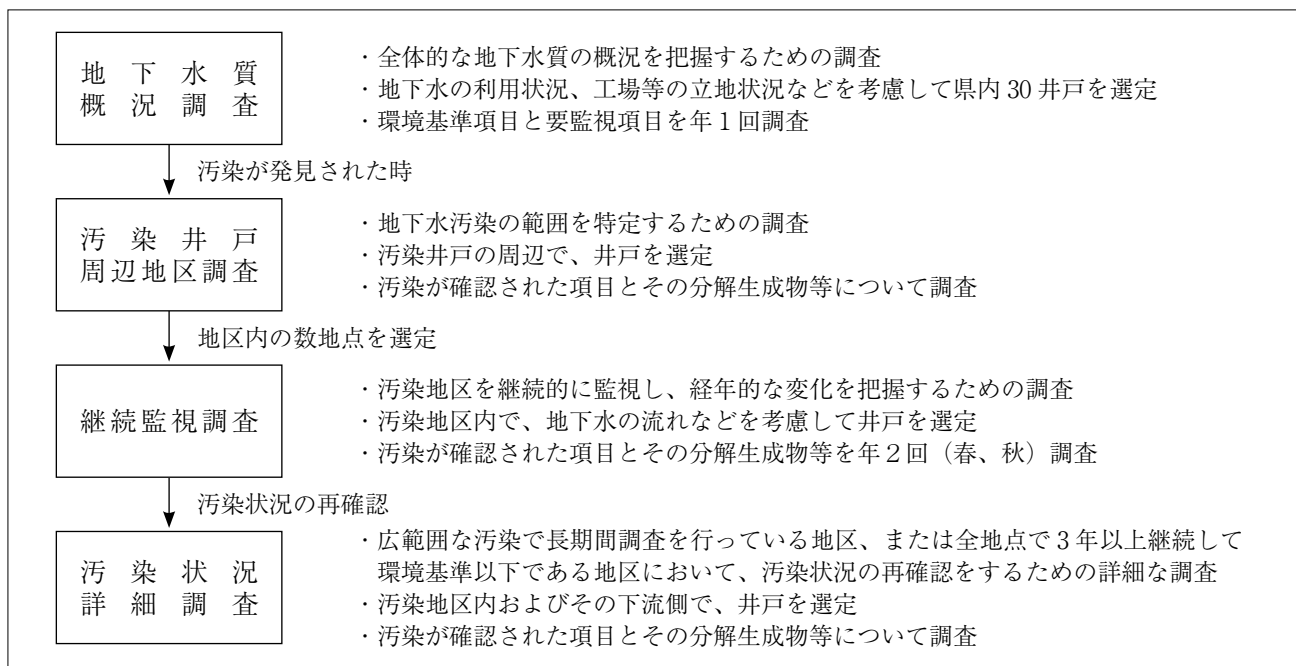 地下水質
概況調査
・全体的な地下水質の概況を把握するための調査
・地下水の利用状況、工場等の立地状況などを考慮して県内 30 井戸を選定
・環境基準項目と要監視項目を年１回調査
汚染が発見された時
汚染井戸
周辺地区調査
・地下水汚染の範囲を特定するための調査
・汚染井戸の周辺で、井戸を選定
・汚染が確認された項目とその分解生成物等について調査
地区内の数地点を選定
継続監視調査
・汚染地区を継続的に監視し、経年的な変化を把握するための調査
・汚染地区内で、地下水の流れなどを考慮して井戸を選定
・汚染が確認された項目とその分解生成物等を年２回（春、秋）調査
汚染状況の再確認
汚染状況
詳細調査
・広範囲な汚染で長期間調査を行っている地区、または全地点で３年以上継続して
環境基準以下である地区において、汚染状況の再確認をするための詳細な調査
・汚染地区内およびその下流側で、井戸を選定
・汚染が確認された項目とその分解生成物等について調査